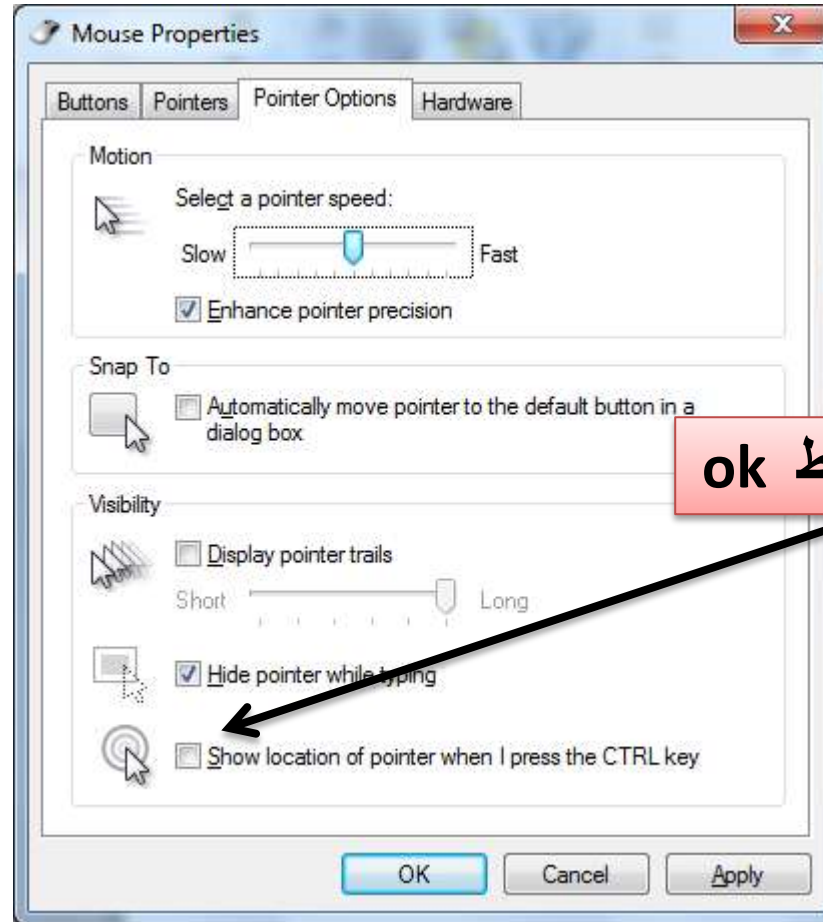 Mouse Properties
Buttons Pointers Pointer Options Hardware
Motion
Select a pointer speed:
Slow Fast
Enhance pointer precision
Snap To
Automatically move pointer to the default button in a
dialog box
ok
Visibility
Display pointer trails
Short Long
Hide pointer while typing
Show location of pointer when I press the CTRL key
OK Cancel Apply